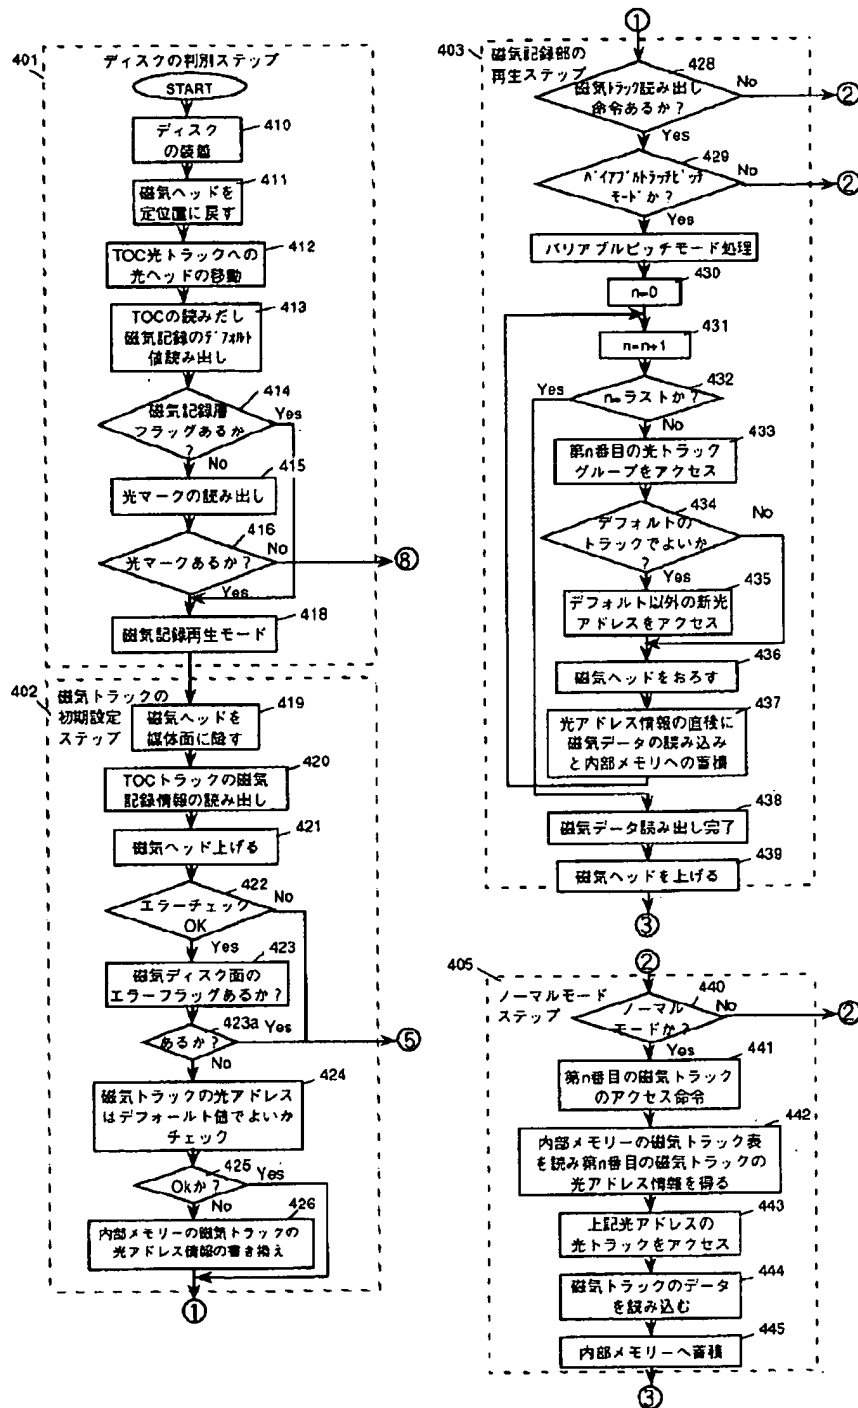 401
ディスクの判別ステップ
START
410
ディスク
の装着
411
磁気ヘッドを
定位置に戻す
412
TOC光トラックへの
光ヘッドの移動
413
TOCの読みだし
磁気記録のデフォルト
値読み出し
414
磁気記録層
フラッグあるか
?
Yes
No
415
光マークの読み出し
416
光マークあるか?
No
⑧
Yes
418
磁気記録再生モード
402
磁気トラックの
初期設定
ステップ
419
磁気ヘッドを
媒体面に降す
420
TOCトラックの磁気
記録情報の読み出し
421
磁気ヘッド上げる
422
エラーチェック
OK
No
Yes
423
磁気ディスク面の
エラーフラッグあるか?
423a
あるか?
Yes
⑤
No
424
磁気トラックの光アドレス
はデフォールト値でよいか
チェック
425
Okか?
Yes
No
426
内部メモリーの磁気トラックの
光アドレス情報の書き換え
①
①
403
磁気記録部の
再生ステップ
428
磁気トラック読み出し
命令あるか?
No
②
Yes
429
バイアブルトラッチピッチ
モードか?
No
②
Yes
バリアブルピッチモード処理
430
n=0
431
n=n+1
432
n=ラストか?
Yes
No
433
第n番目の光トラック
グループをアクセス
434
デフォルトの
トラックでよいか
?
No
Yes
435
デフォルト以外の新光
アドレスをアクセス
436
磁気ヘッドをおろす
437
光アドレス情報の直後に
磁気データの読み込み
と内部メモリへの蓄積
438
磁気データ読み出し完了
439
磁気ヘッドを上げる
③
②
405
ノーマルモード
ステップ
440
ノーマル
モードか?
No
②
Yes
441
第n番目の磁気トラック
のアクセス命令
442
内部メモリーの磁気トラック表
を読み第n番目の磁気トラックの
光アドレス情報を得る
443
上記光アドレスの
光トラックをアクセス
444
磁気トラックのデータ
を読み込む
445
内部メモリーへ蓄積
③